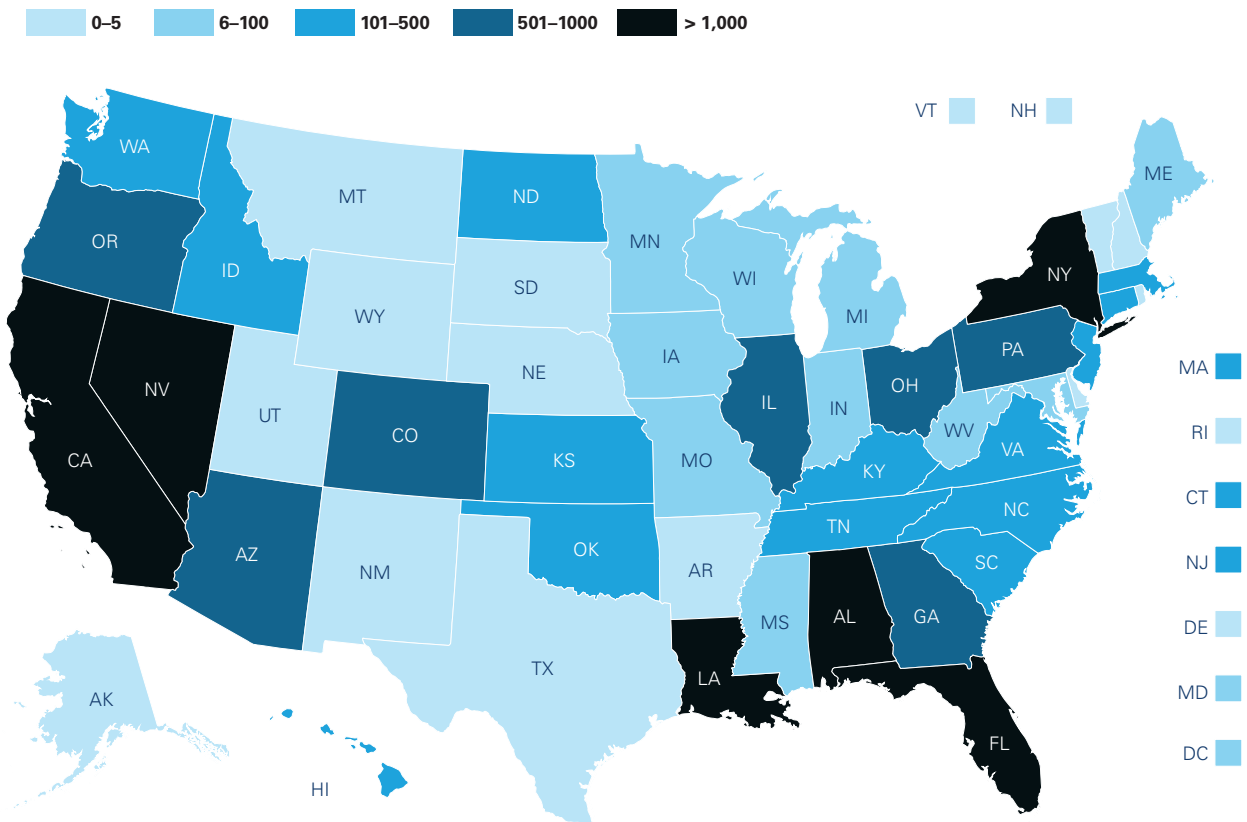 0–5 6–100 101–500 501–1000 > 1,000
VT NH
WA
ME
MT
ND
OR
MN
ID
NY
WI
SD
WY
MI
PA
IA
MA
NE
OH
NV
IL
IN
UT
CO
WV
RI
VA
CA
KS
MO
KY
CT
NC
TN
OK
AZ
NM
AR
SC
NJ
MS
AL
GA
DE
TX
LA
MD
AK
FL
DC
HI